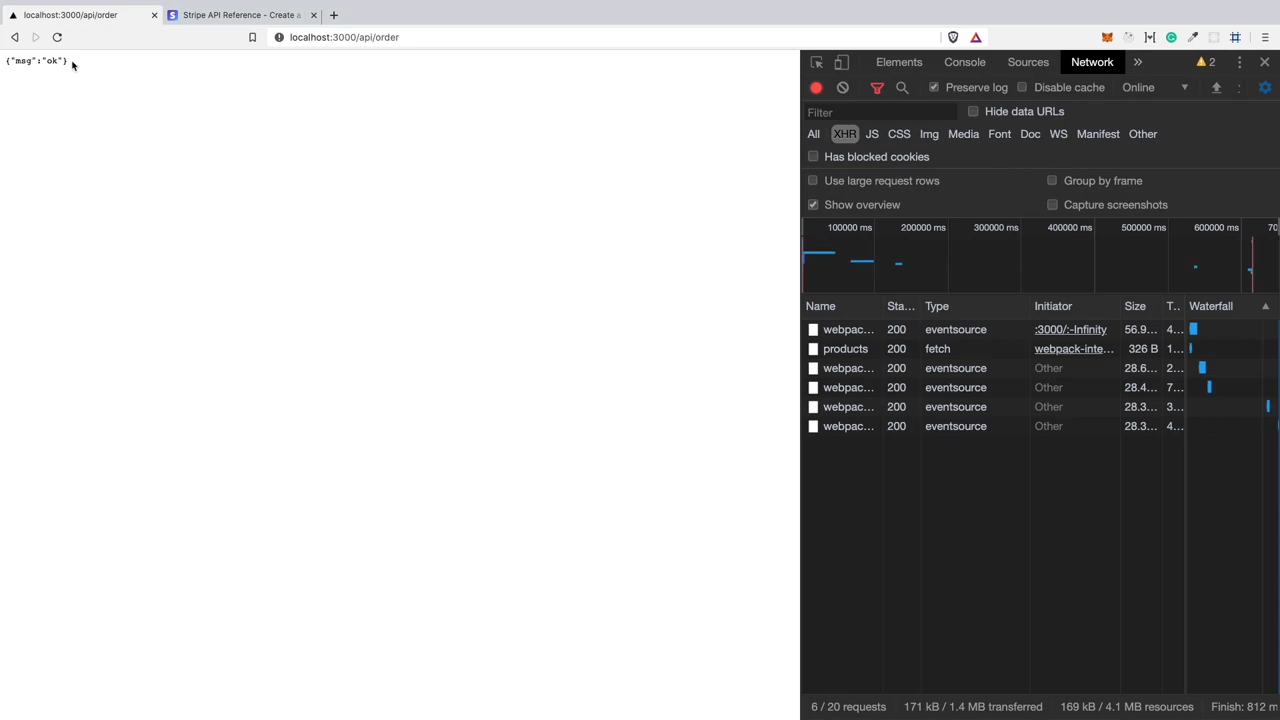 localhost:3000/api/order
Stripe API Reference - Create a
localhost:3000/api/order
{"msg":"ok"}
Elements Console Sources Network 2
Preserve log Disable cache Online
Filter Hide data URLs
All XHR JS CSS Img Media Font Doc WS Manifest Other
Has blocked cookies
Use large request rows Group by frame
Show overview Capture screenshots
100000 ms 200000 ms 300000 ms 400000 ms 500000 ms 600000 ms 70
Name Sta... Type Initiator Size T.. Waterfall
webpac... 200 eventsource :3000/:-Infinity 56.9... 4...
products 200 fetch webpack-inte... 326 B 1...
webpac... 200 eventsource Other 28.6... 2...
webpac... 200 eventsource Other 28.4... 7...
webpac... 200 eventsource Other 28.3... 3...
webpac... 200 eventsource Other 28.3... 4...
6 / 20 requests 171 kB / 1.4 MB transferred 169 kB / 4.1 MB resources Finish: 812 m